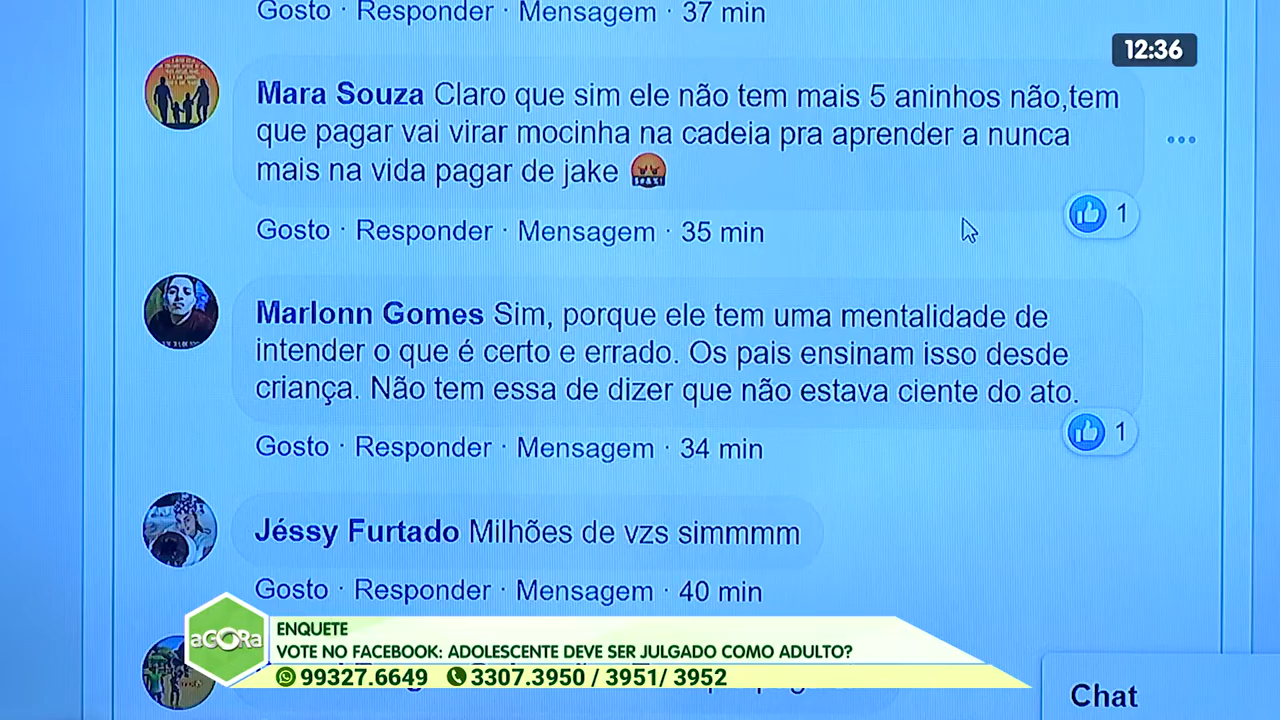 Gosto · Responder · Mensagem · 37 min
12:36
Mara Souza Claro que sim ele não tem mais 5 aninhos não,tem
que pagar vai virar mocinha na cadeia pra aprender a nunca
mais na vida pagar de jake
1
Gosto · Responder · Mensagem · 35 min
Marlonn Gomes Sim, porque ele tem uma mentalidade de
intender o que é certo e errado. Os pais ensinam isso desde
criança. Não tem essa de dizer que não estava ciente do ato.
1
Gosto · Responder · Mensagem · 34 min
Jéssy Furtado Milhões de vzs simmmm
Gosto · Responder · Mensagem · 40 min
aGORa
ENQUETE
VOTE NO FACEBOOK: ADOLESCENTE DEVE SER JULGADO COMO ADULTO?
99327.6649 3307.3950 / 3951/ 3952
Chat